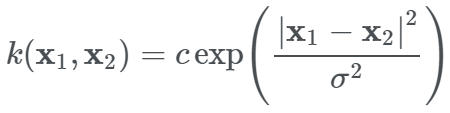 k(x₁, x₂) = c exp( |x₁ − x₂|² / σ² )